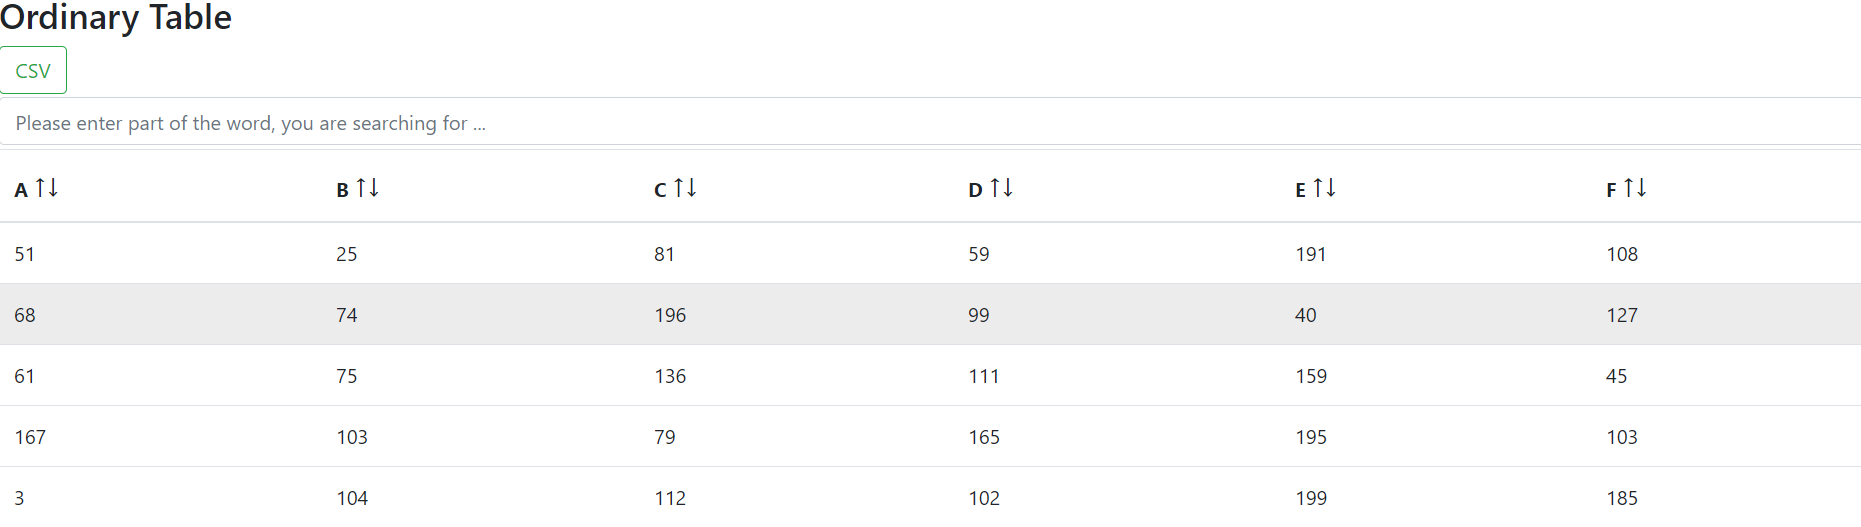 Ordinary Table
CSV
Please enter part of the word, you are searching for ...
A ↑↓ B ↑↓ C ↑↓ D ↑↓ E ↑↓ F ↑↓
51 25 81 59 191 108
68 74 196 99 40 127
61 75 136 111 159 45
167 103 79 165 195 103
3 104 112 102 199 185